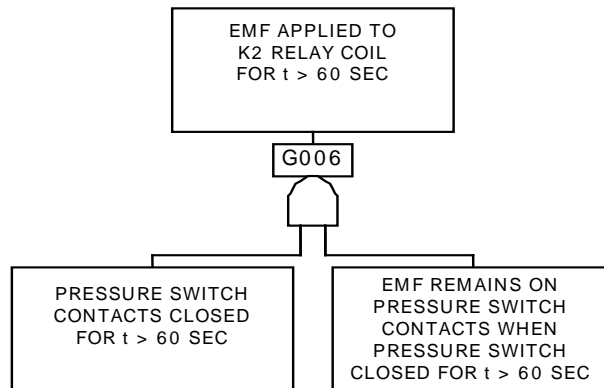 EMF APPLIED TO
K2 RELAY COIL
FOR t > 60 SEC
G006
PRESSURE SWITCH
CONTACTS CLOSED
FOR t > 60 SEC
EMF REMAINS ON
PRESSURE SWITCH
CONTACTS WHEN
PRESSURE SWITCH
CLOSED FOR t > 60 SEC